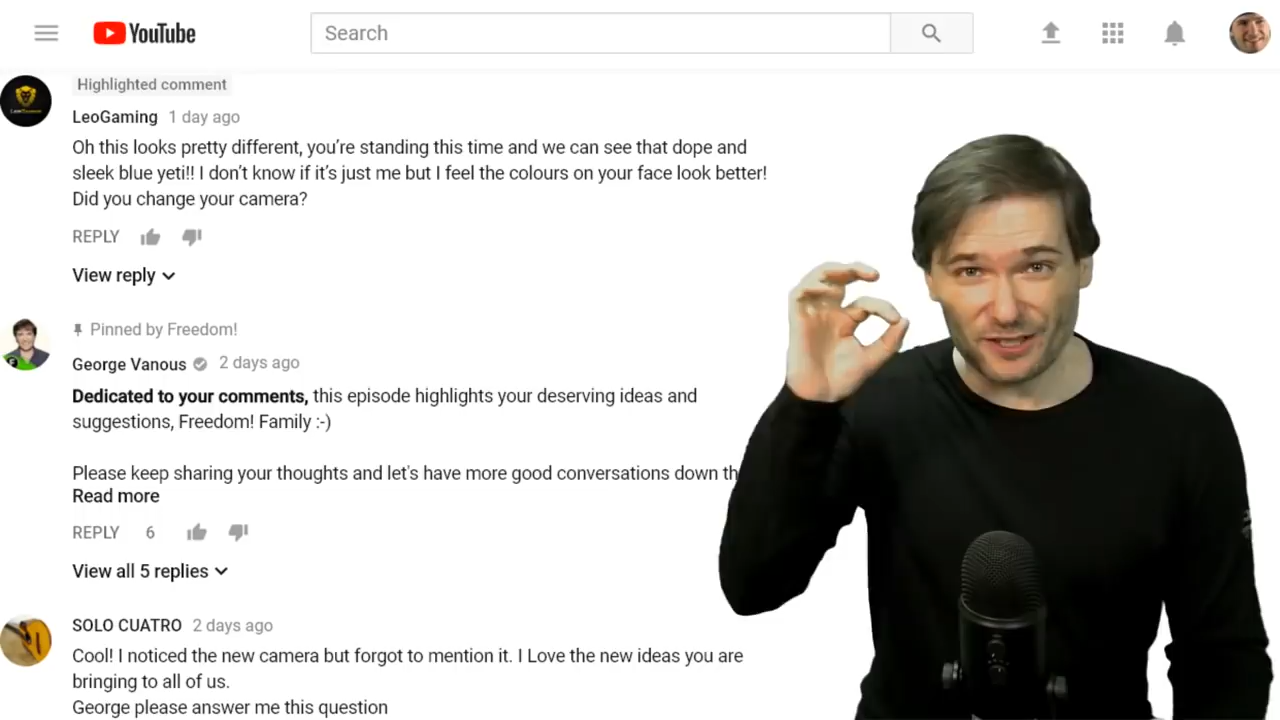 YouTube
Search
Highlighted comment
LeoGaming 1 day ago
Oh this looks pretty different, you’re standing this time and we can see that dope and
sleek blue yeti!! I don’t know if it’s just me but I feel the colours on your face look better!
Did you change your camera?
REPLY
View reply
Pinned by Freedom!
George Vanous 2 days ago
Dedicated to your comments, this episode highlights your deserving ideas and
suggestions, Freedom! Family :-)
Please keep sharing your thoughts and let's have more good conversations down th
Read more
REPLY 6
View all 5 replies
SOLO CUATRO 2 days ago
Cool! I noticed the new camera but forgot to mention it. I Love the new ideas you are
bringing to all of us.
George please answer me this question